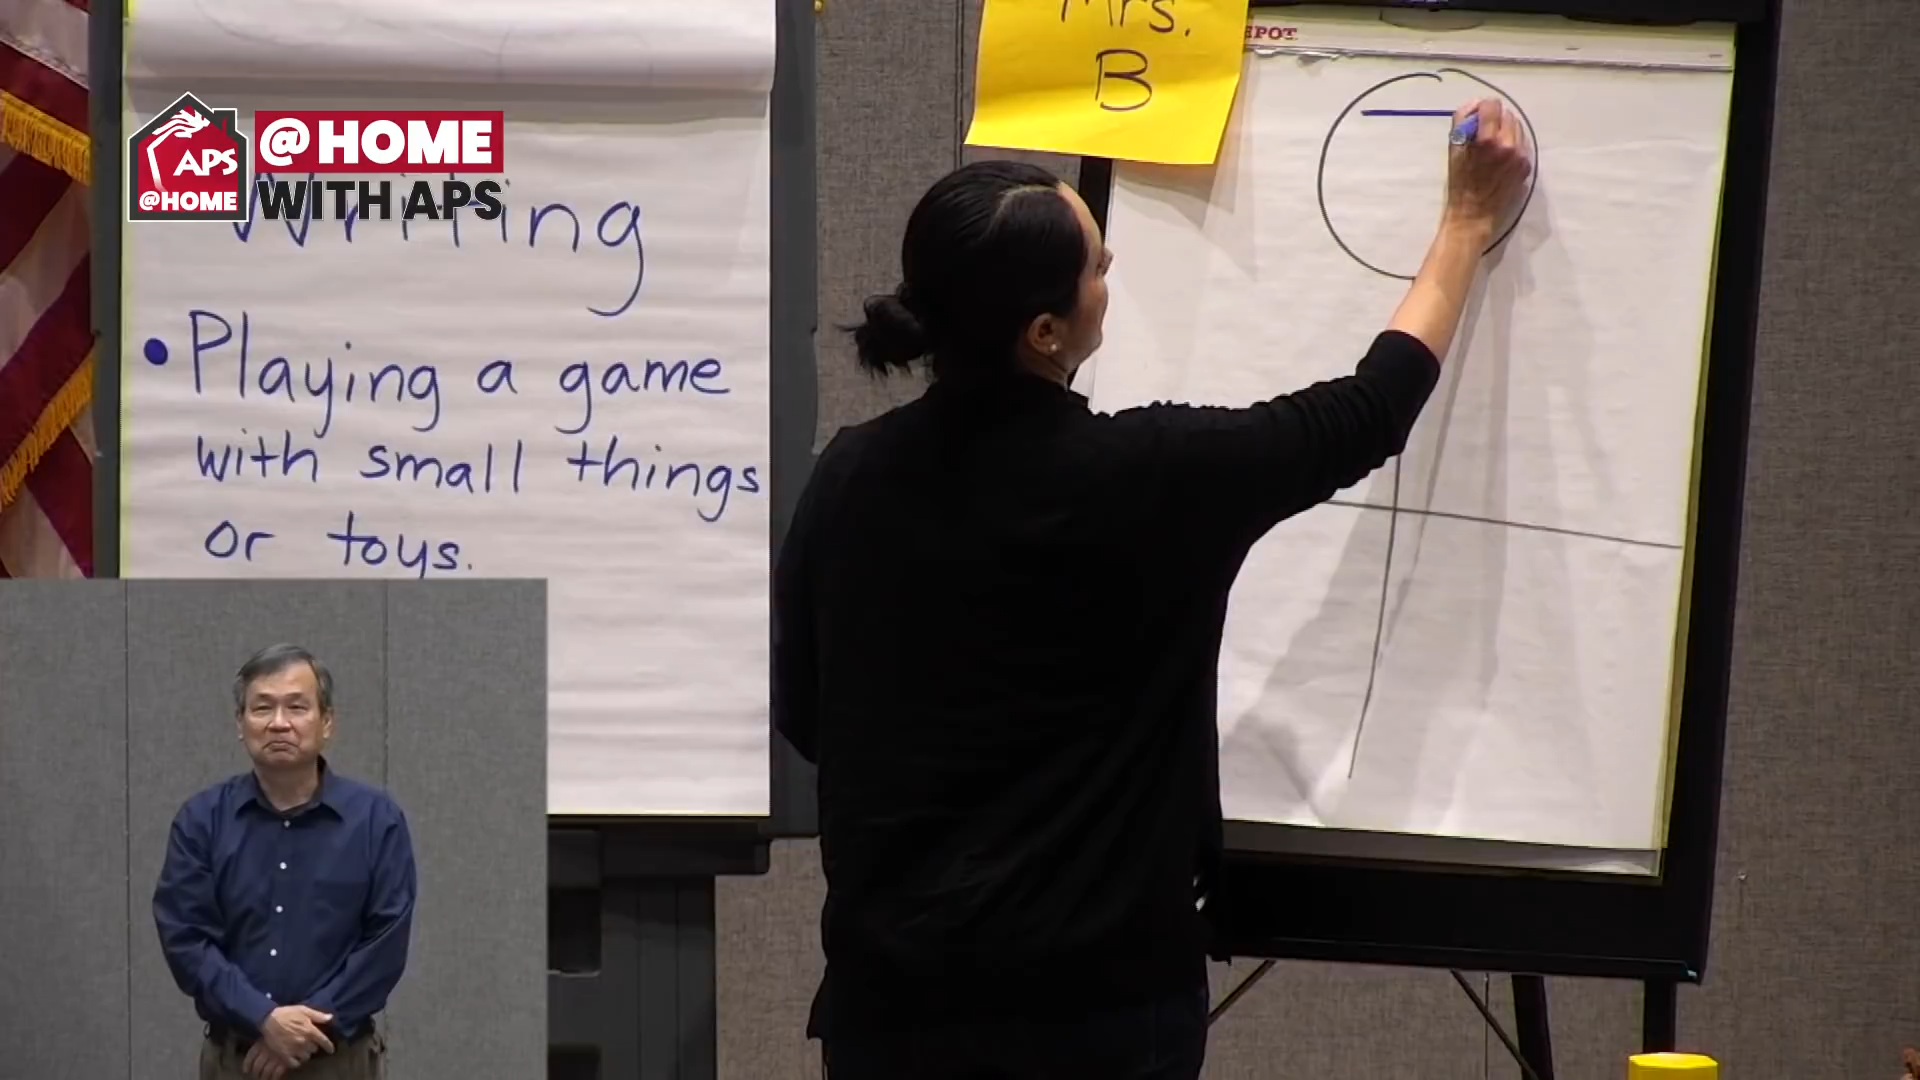 APS
@HOME
@HOME
WITH APS
Writing
• Playing a game
with small things
or toys.
Mrs.
B
EPOT